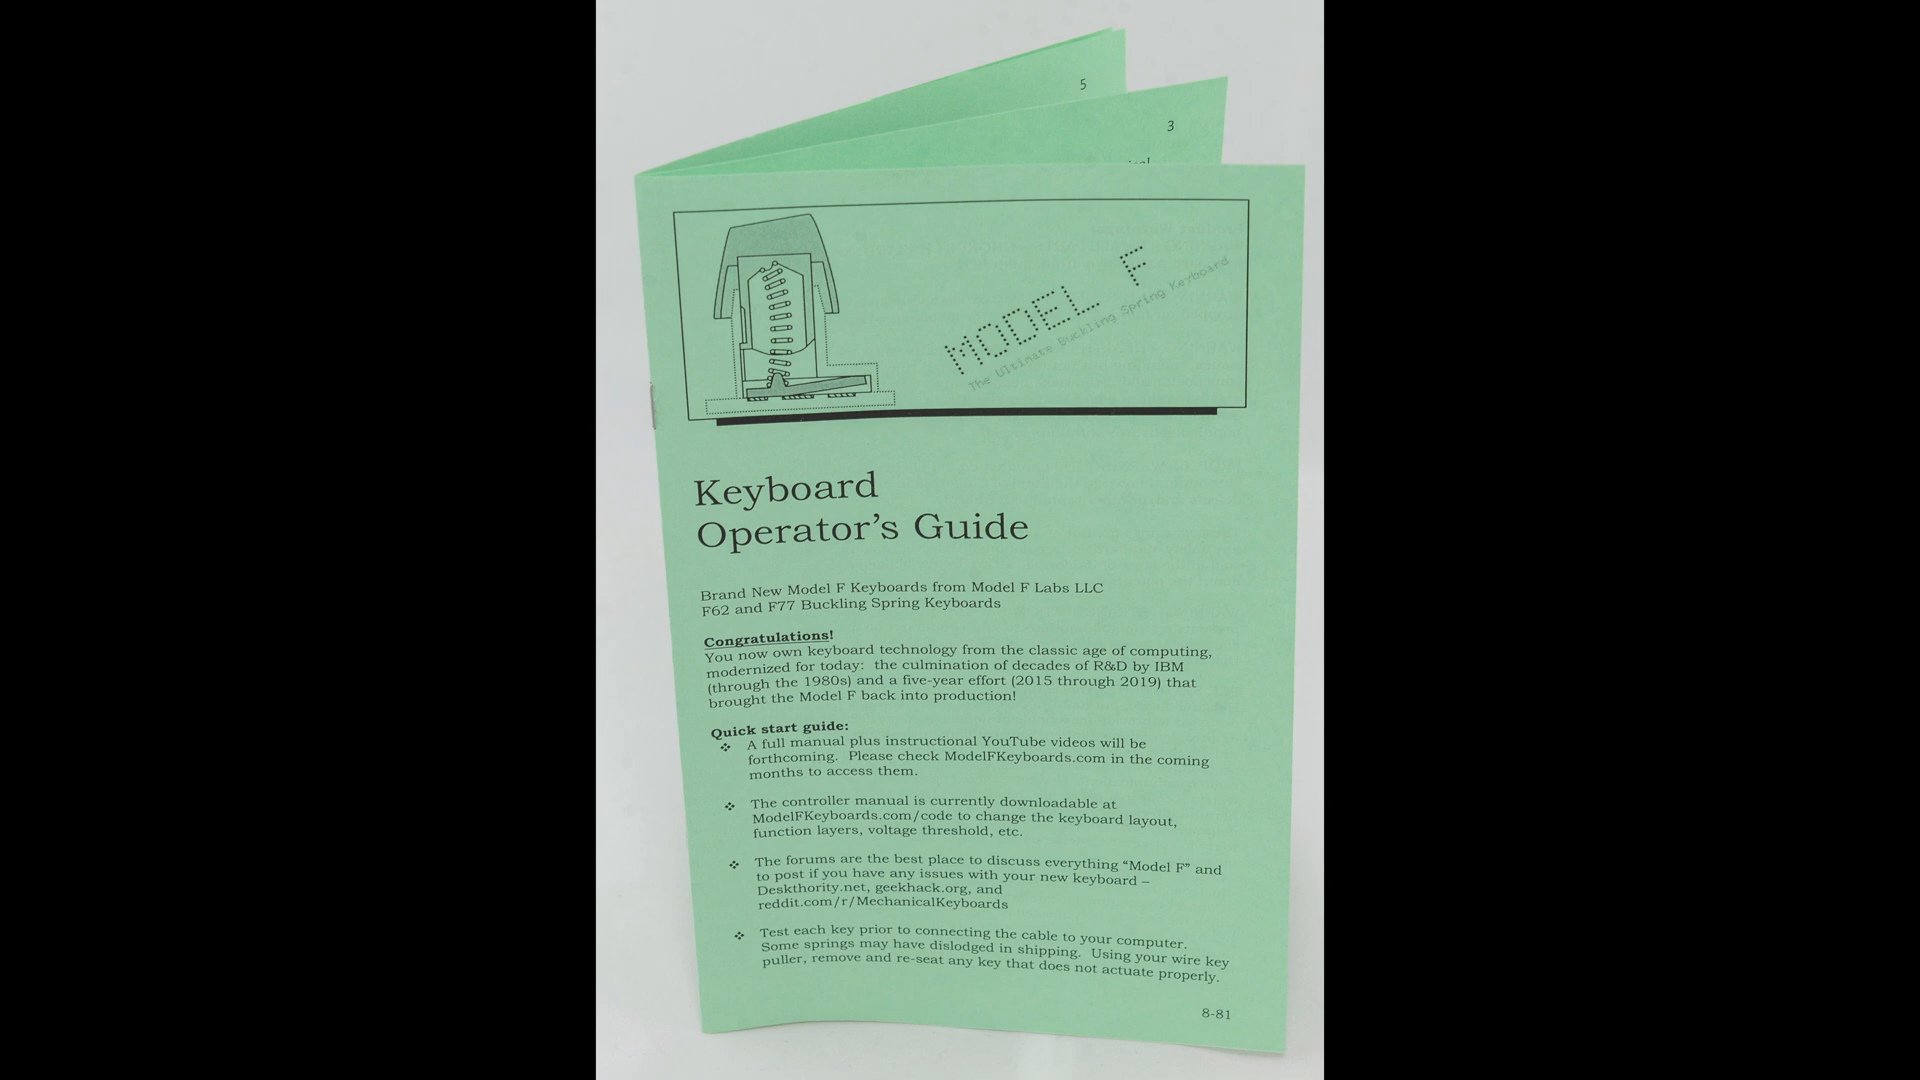 5
3
MODEL F
The Ultimate Buckling Spring Keyboard
Keyboard
Operator’s Guide
Brand New Model F Keyboards from Model F Labs LLC
F62 and F77 Buckling Spring Keyboards
Congratulations!
You now own keyboard technology from the classic age of computing,
modernized for today:  the culmination of decades of R&D by IBM
(through the 1980s) and a five-year effort (2015 through 2019) that
brought the Model F back into production!
Quick start guide:
❖ A full manual plus instructional YouTube videos will be
forthcoming.  Please check ModelFKeyboards.com in the coming
months to access them.
❖ The controller manual is currently downloadable at
ModelFKeyboards.com/code to change the keyboard layout,
function layers, voltage threshold, etc.
❖ The forums are the best place to discuss everything “Model F” and
to post if you have any issues with your new keyboard –
Deskthority.net, geekhack.org, and
reddit.com/r/MechanicalKeyboards
❖ Test each key prior to connecting the cable to your computer.
Some springs may have dislodged in shipping.  Using your wire key
puller, remove and re-seat any key that does not actuate properly.
8-81